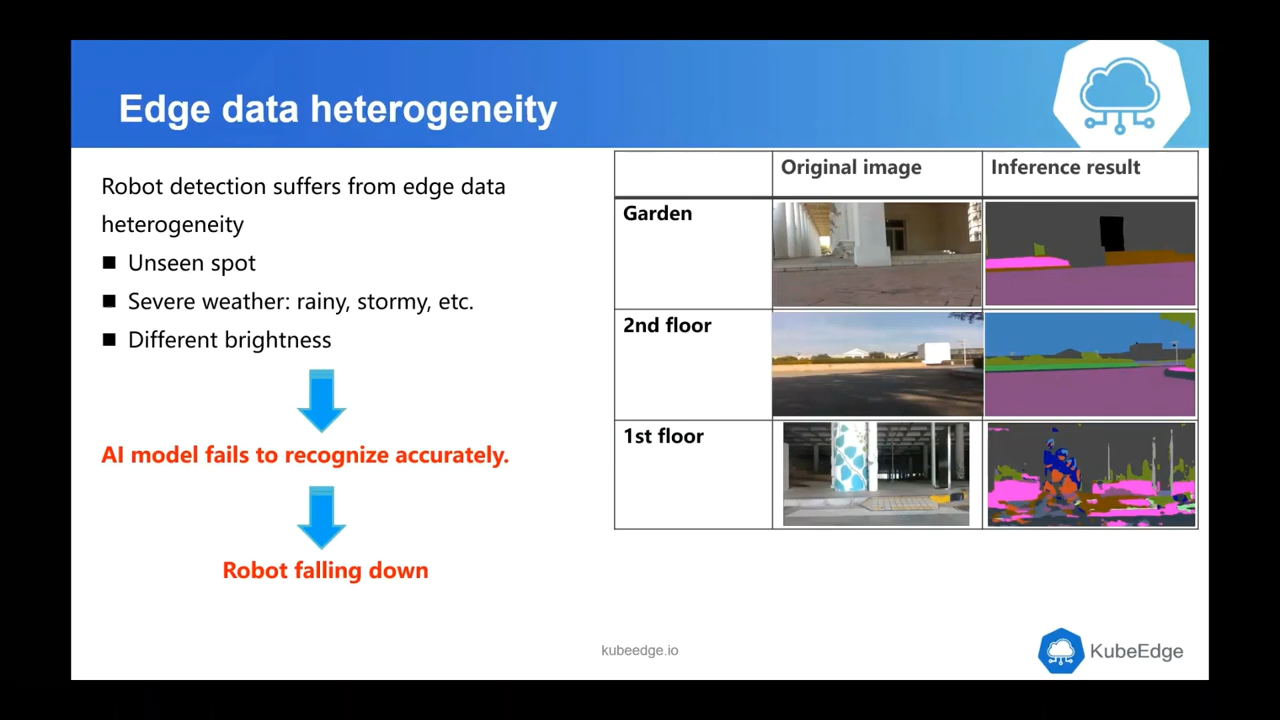 Edge data heterogeneity
Robot detection suffers from edge data
heterogeneity
Unseen spot
Severe weather: rainy, stormy, etc.
Different brightness
AI model fails to recognize accurately.
Robot falling down
Original image Inference result
Garden
2nd floor
1st floor
kubeedge.io
KubeEdge